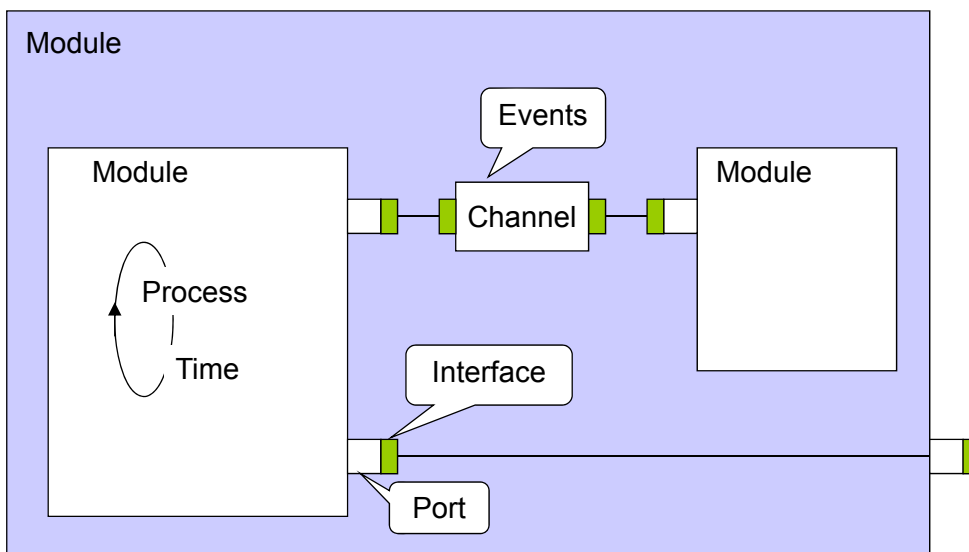 Module
Events
Module
Module
Channel
Process
Time
Interface
Port